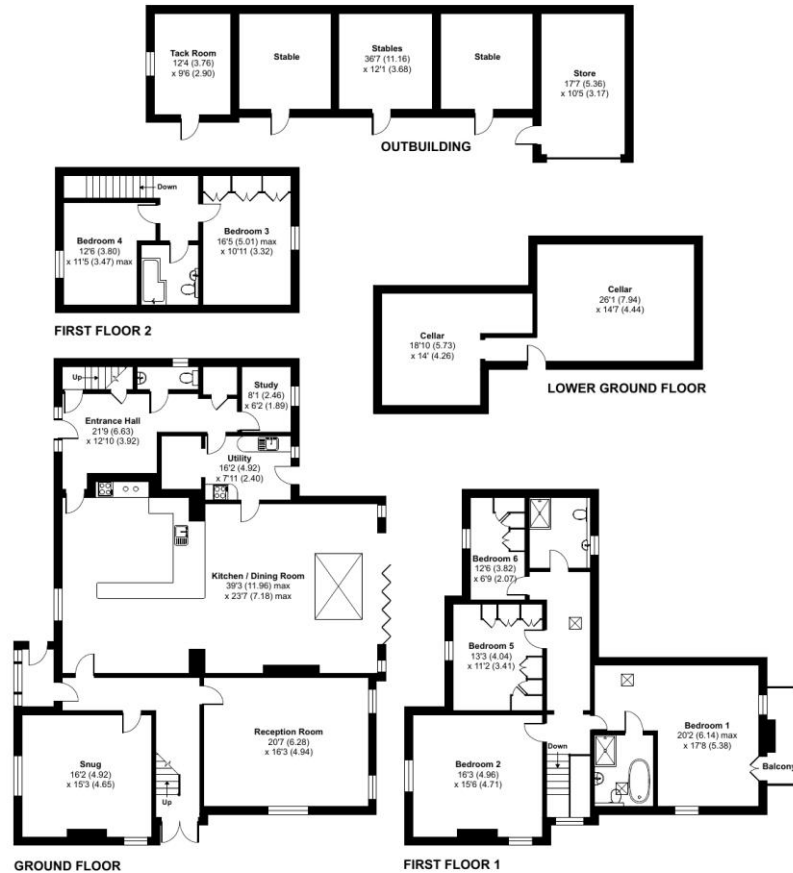 Tack Room
12'4 (3.76)
x 9'6 (2.90)
Stable
Stables
36'7 (11.16)
x 12'1 (3.68)
Stable
Store
17'7 (5.36)
x 10'5 (3.17)
OUTBUILDING
Down
Bedroom 4
12'6 (3.80)
x 11'5 (3.47) max
Bedroom 3
16'5 (5.01) max
x 10'11 (3.32)
FIRST FLOOR 2
Cellar
18'10 (5.73)
x 14' (4.26)
Cellar
26'1 (7.94)
x 14'7 (4.44)
LOWER GROUND FLOOR
Up
Entrance Hall
21'9 (6.63)
x 12'10 (3.92)
Study
8'1 (2.46)
x 6'2 (1.89)
Utility
16'2 (4.92)
x 7'11 (2.40)
Kitchen / Dining Room
39'3 (11.96) max
x 23'7 (7.18) max
Snug
16'2 (4.92)
x 15'3 (4.65)
Up
Reception Room
20'7 (6.28)
x 16'3 (4.94)
GROUND FLOOR
Bedroom 6
12'6 (3.82)
x 6'9 (2.07)
Bedroom 5
13'3 (4.04)
x 11'2 (3.41)
Bedroom 2
16'3 (4.96)
x 15'6 (4.71)
Down
Bedroom 1
20'2 (6.14) max
x 17'8 (5.38)
Balcony
FIRST FLOOR 1